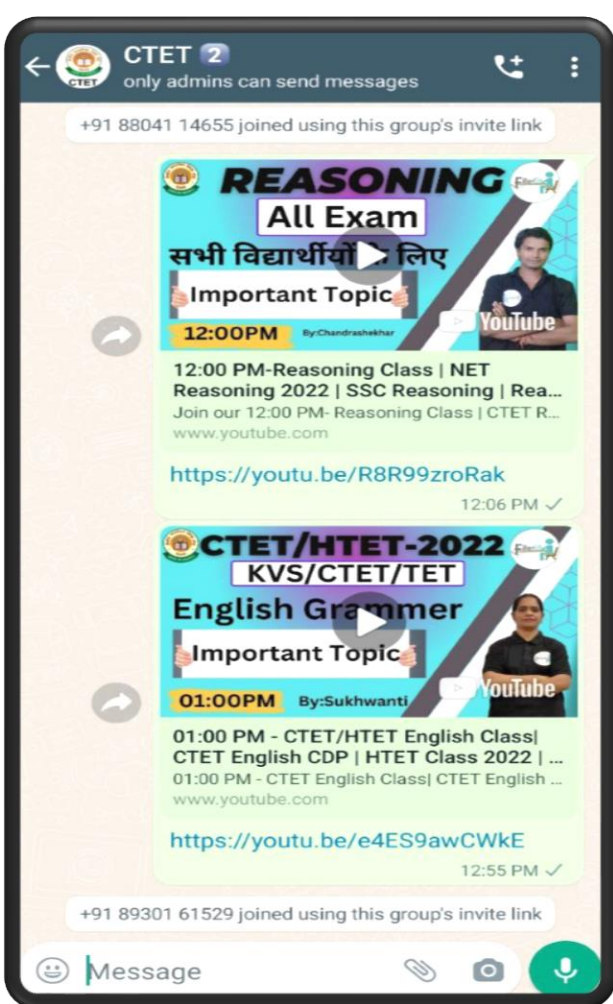 CTET 2
only admins can send messages
CTET
+91 88041 14655 joined using this group's invite link
REASONING
All Exam
सभी विद्यार्थीयों के लिए
Important Topic
12:00PM By:Chandrashekhar
YouTube
12:00 PM-Reasoning Class | NET
Reasoning 2022 | SSC Reasoning | Rea...
Join our 12:00 PM- Reasoning Class | CTET R...
www.youtube.com
https://youtu.be/R8R99zroRak
12:06 PM
CTET/HTET-2022
KVS/CTET/TET
English Grammer
Important Topic
01:00PM By:Sukhwanti
YouTube
01:00 PM - CTET/HTET English Class|
CTET English CDP | HTET Class 2022 | ...
01:00 PM - CTET English Class| CTET English ...
www.youtube.com
https://youtu.be/e4ES9awCWkE
12:55 PM
+91 89301 61529 joined using this group's invite link
Message